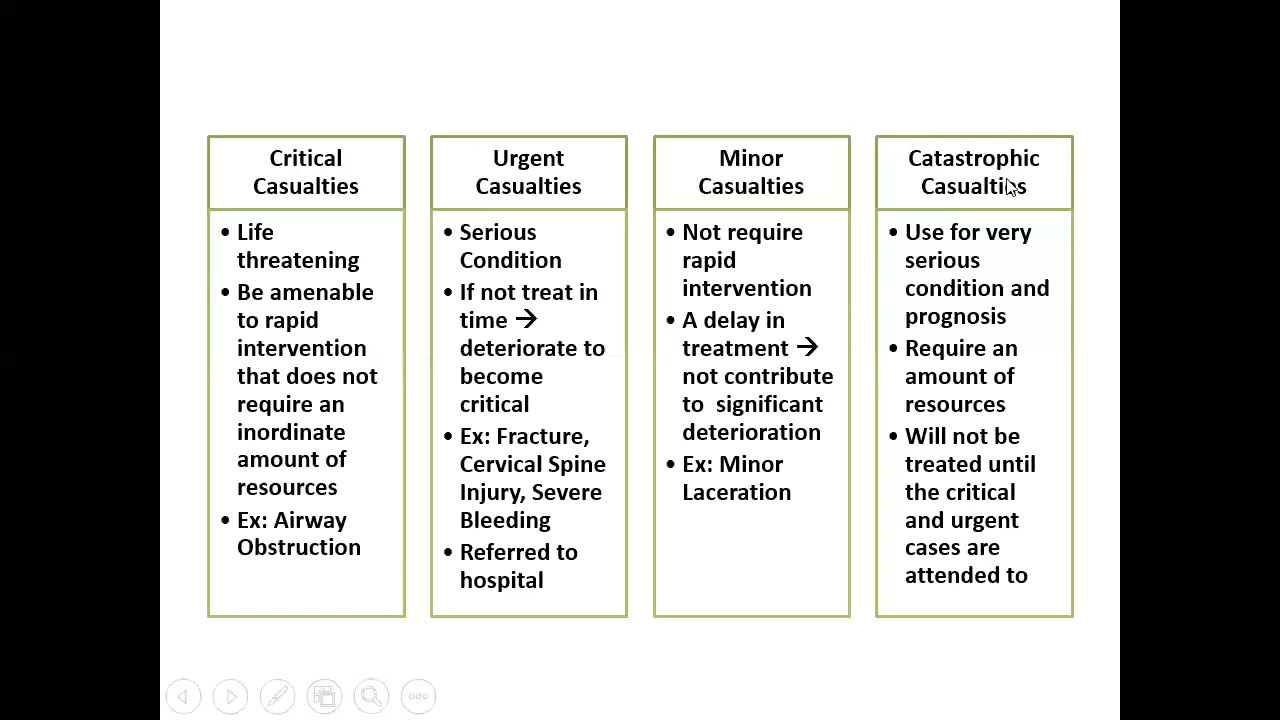 Critical
Casualties
• Life
threatening
• Be amenable
to rapid
intervention
that does not
require an
inordinate
amount of
resources
• Ex: Airway
Obstruction
Urgent
Casualties
• Serious
Condition
• If not treat in
time →
deteriorate to
become
critical
• Ex: Fracture,
Cervical Spine
Injury, Severe
Bleeding
• Referred to
hospital
Minor
Casualties
• Not require
rapid
intervention
• A delay in
treatment →
not contribute
to significant
deterioration
• Ex: Minor
Laceration
Catastrophic
Casualties
• Use for very
serious
condition and
prognosis
• Require an
amount of
resources
• Will not be
treated until
the critical
and urgent
cases are
attended to